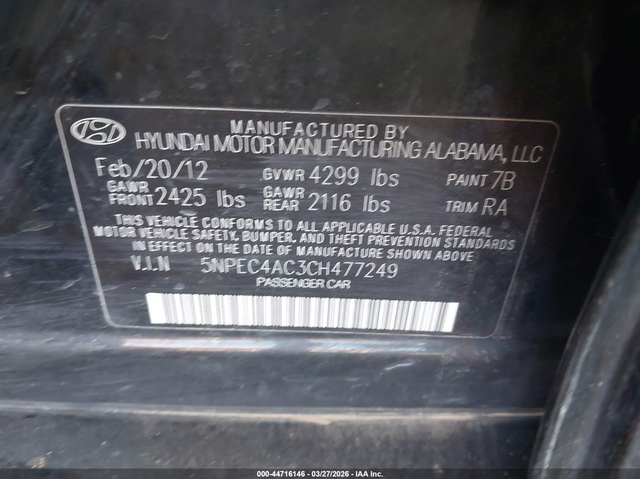 MANUFACTURED BY
HYUNDAI MOTOR MANUFACTURING ALABAMA, LLC
Feb/20/12 GVWR 4299 lbs PAINT 7B
GAWR FRONT 2425 lbs GAWR REAR 2116 lbs TRIM RA
THIS VEHICLE CONFORMS TO ALL APPLICABLE U.S.A. FEDERAL
MOTOR VEHICLE SAFETY, BUMPER, AND THEFT PREVENTION
STANDARDS IN EFFECT ON THE DATE OF MANUFACTURE SHOWN ABOVE.
V.I.N 5NPEC4AC3CH477249
PASSENGER CAR
000-44716146 | 03/27/2026 | IAA Inc.